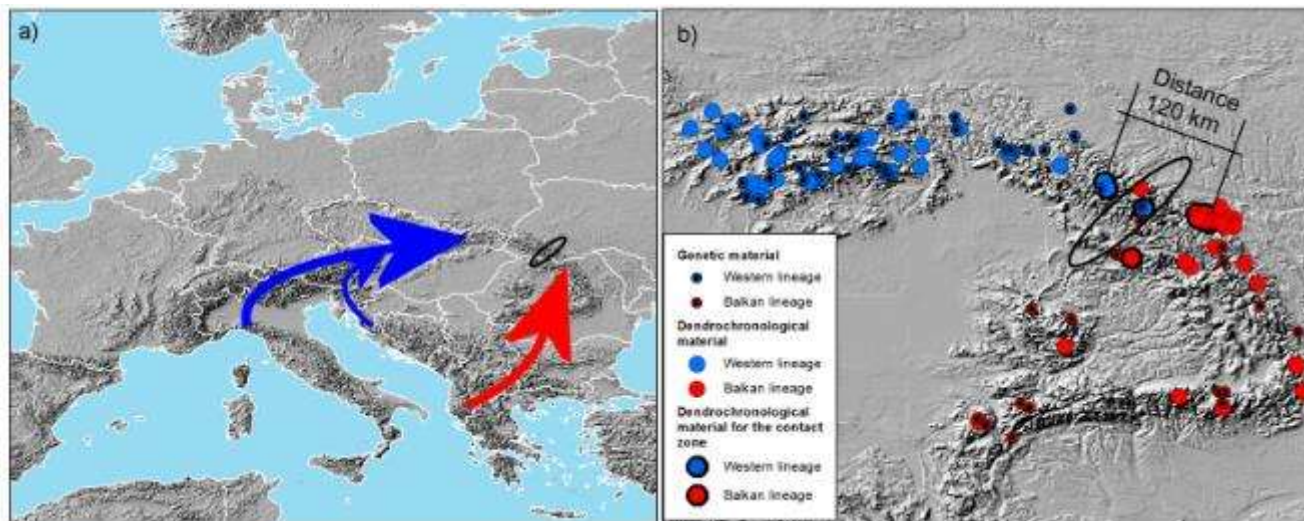 a)
b)
Distance
120 km
Genetic material
Western lineage
Balkan lineage
Dendrochronological
material
Western lineage
Balkan lineage
Dendrochronological
material for the contact
zone
Western lineage
Balkan lineage